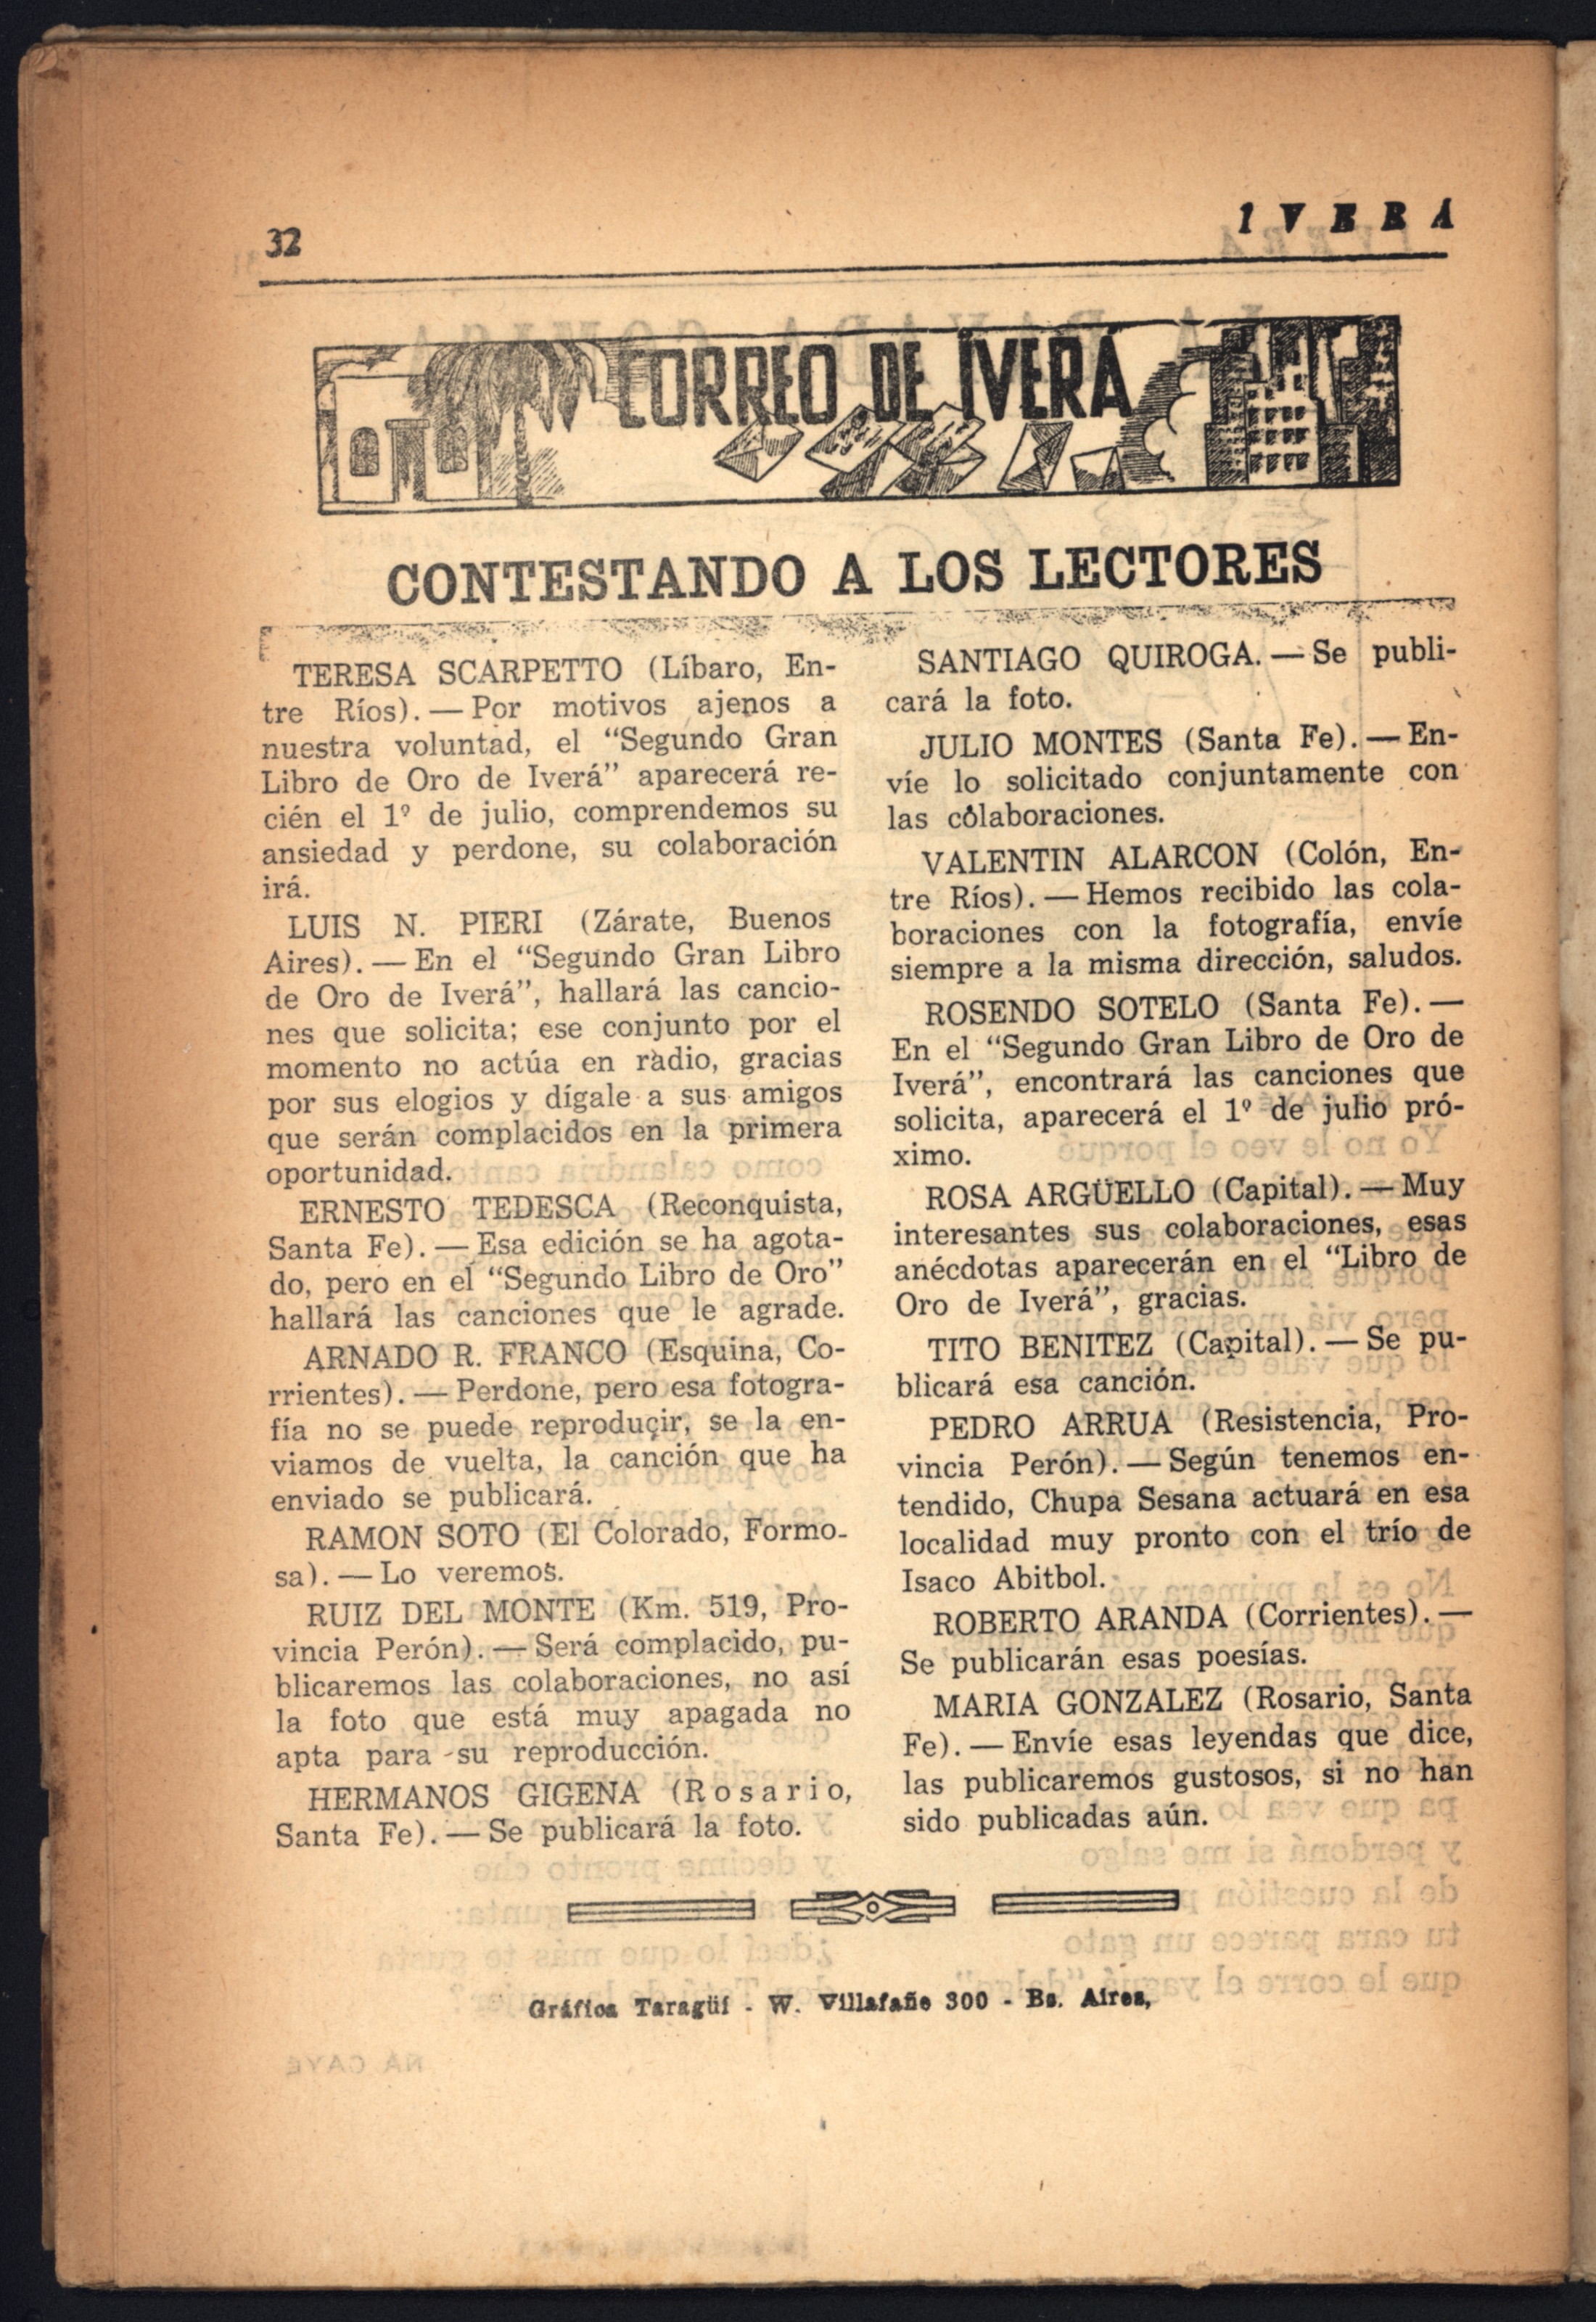 32
IVERÁ
CORREO DE IVERÁ
CONTESTANDO A LOS LECTORES
TERESA SCARPETTO (Líbaro, En-
tre Ríos). — Por motivos ajenos a
nuestra voluntad, el “Segundo Gran
Libro de Oro de Iverá” aparecerá re-
cién el 1º de julio, comprendemos su
ansiedad y perdone, su colaboración
irá.
LUIS N. PIERI (Zárate, Buenos
Aires). — En el “Segundo Gran Libro
de Oro de Iverá”, hallará las cancio-
nes que solicita; ese conjunto por el
momento no actúa en radio, gracias
por sus elogios y dígale a sus amigos
que serán complacidos en la primera
oportunidad.
ERNESTO TEDESCA (Reconquista,
Santa Fe). — Esa edición se ha agota-
do, pero en el “Segundo Libro de Oro”
hallará las canciones que le agrade.
ARNADO R. FRANCO (Esquina, Co-
rrientes). — Perdone, pero esa fotogra-
fía no se puede reproducir, se la en-
viamos de vuelta, la canción que ha
enviado se publicará.
RAMON SOTO (El Colorado, Formo-
sa). — Lo veremos.
RUIZ DEL MONTE (Km. 519, Pro-
vincia Perón). — Será complacido, pu-
blicaremos las colaboraciones, no así
la foto que está muy apagada no
apta para su reproducción.
HERMANOS GIGENA (Rosario,
Santa Fe). — Se publicará la foto.
SANTIAGO QUIROGA. — Se publi-
cará la foto.
JULIO MONTES (Santa Fe). — En-
víe lo solicitado conjuntamente con
las colaboraciones.
VALENTIN ALARCON (Colón, En-
tre Ríos). — Hemos recibido las cola-
boraciones con la fotografía, envíe
siempre a la misma dirección, saludos.
ROSENDO SOTELO (Santa Fe). —
En el “Segundo Gran Libro de Oro de
Iverá”, encontrará las canciones que
solicita, aparecerá el 1º de julio pró-
ximo.
ROSA ARGÜELLO (Capital). — Muy
interesantes sus colaboraciones, esas
anécdotas aparecerán en el “Libro de
Oro de Iverá”, gracias.
TITO BENITEZ (Capital). — Se pu-
blicará esa canción.
PEDRO ARRUA (Resistencia, Pro-
vincia Perón). — Según tenemos en-
tendido, Chupa Sesana actuará en esa
localidad muy pronto con el trío de
Isaco Abitbol.
ROBERTO ARANDA (Corrientes). —
Se publicarán esas poesías.
MARIA GONZALEZ (Rosario, Santa
Fe). — Envíe esas leyendas que dice,
las publicaremos gustosos, si no han
sido publicadas aún.
Gráfica Taragüí - W. Villafañe 300 - Bs. Aires,